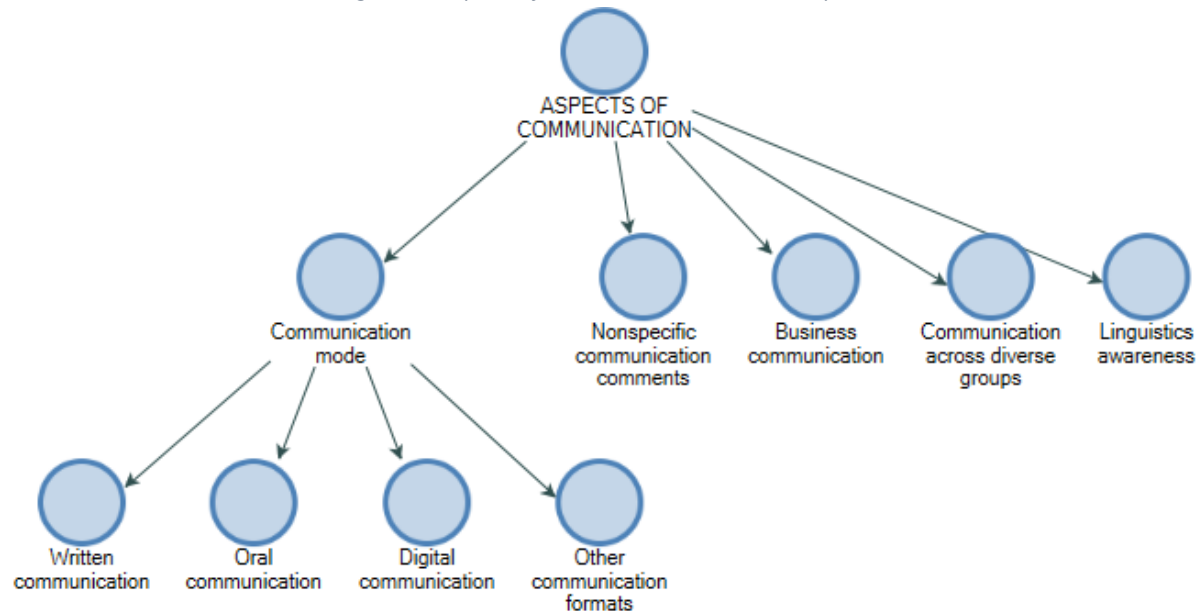 ASPECTS OF
COMMUNICATION
Communication
mode
Nonspecific
communication
comments
Business
communication
Communication
across diverse
groups
Linguistics
awareness
Written
communication
Oral
communication
Digital
communication
Other
communication
formats